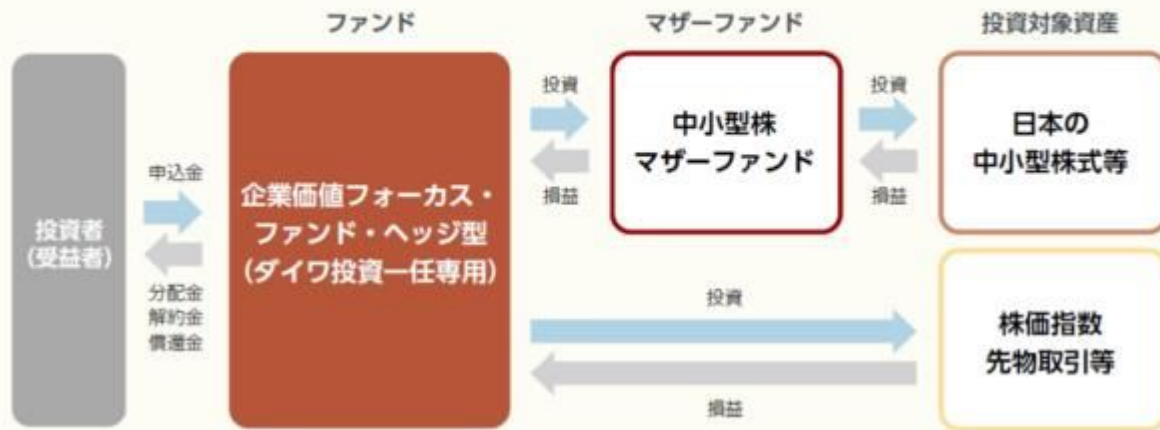 ファンド
マザーファンド
投資対象資産
投資者
(受益者)
申込金
分配金
解約金
償還金
企業価値フォーカス・
ファンド・ヘッジ型
(ダイワ投資一任専用)
投資
損益
中小型株
マザーファンド
投資
損益
日本の
中小型株式等
投資
損益
株価指数
先物取引等